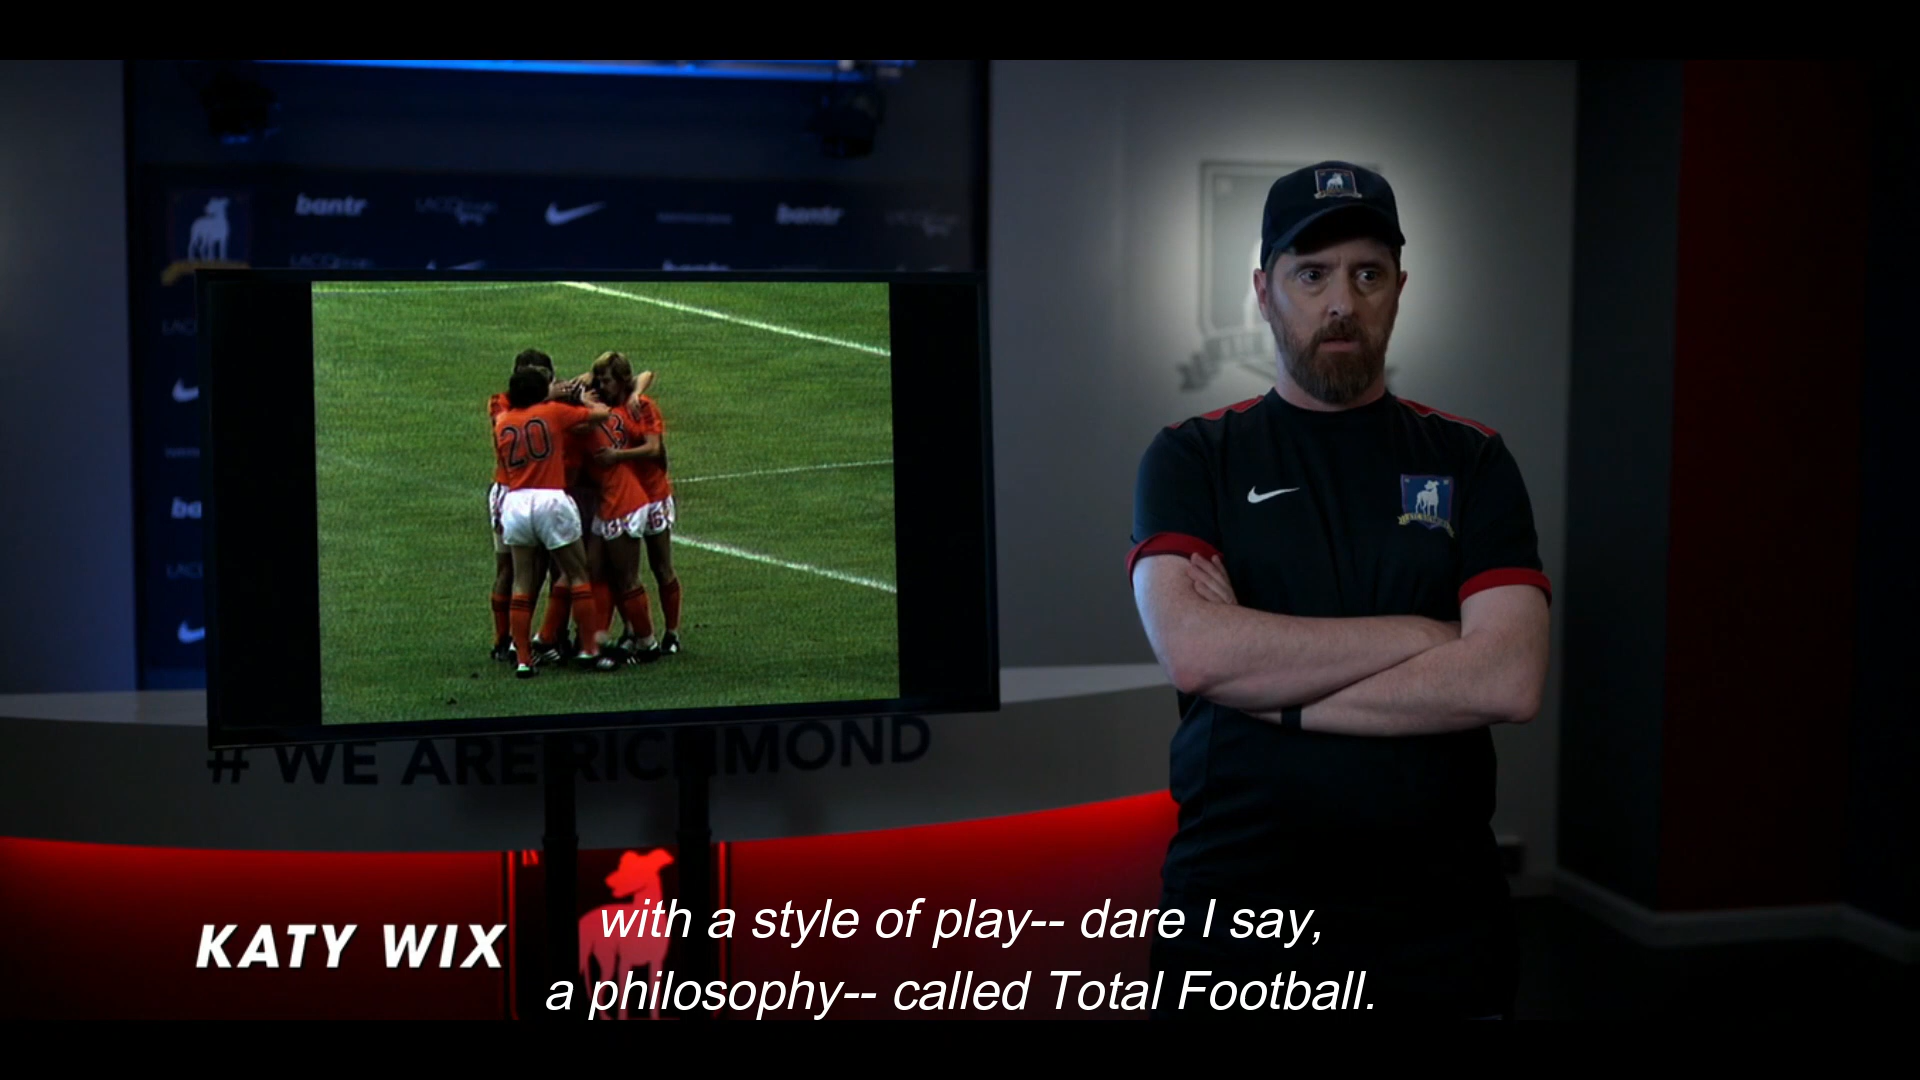 bantr
LACQ
bantr
20
13
# WE ARE RICHMOND
KATY WIX
with a style of play-- dare I say,
a philosophy-- called Total Football.